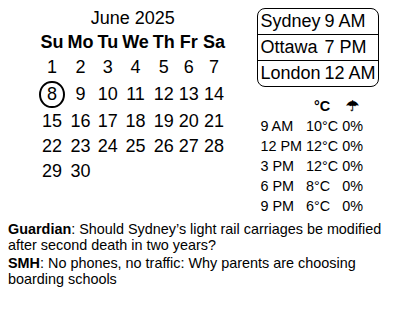 June 2025
Su Mo Tu We Th Fr Sa
1 2 3 4 5 6 7
8 9 10 11 12 13 14
15 16 17 18 19 20 21
22 23 24 25 26 27 28
29 30
Sydney 9 AM
Ottawa 7 PM
London 12 AM
°C ☂
9 AM 10°C 0%
12 PM 12°C 0%
3 PM 12°C 0%
6 PM 8°C 0%
9 PM 6°C 0%
Guardian: Should Sydney’s light rail carriages be modified
after second death in two years?
SMH: No phones, no traffic: Why parents are choosing
boarding schools